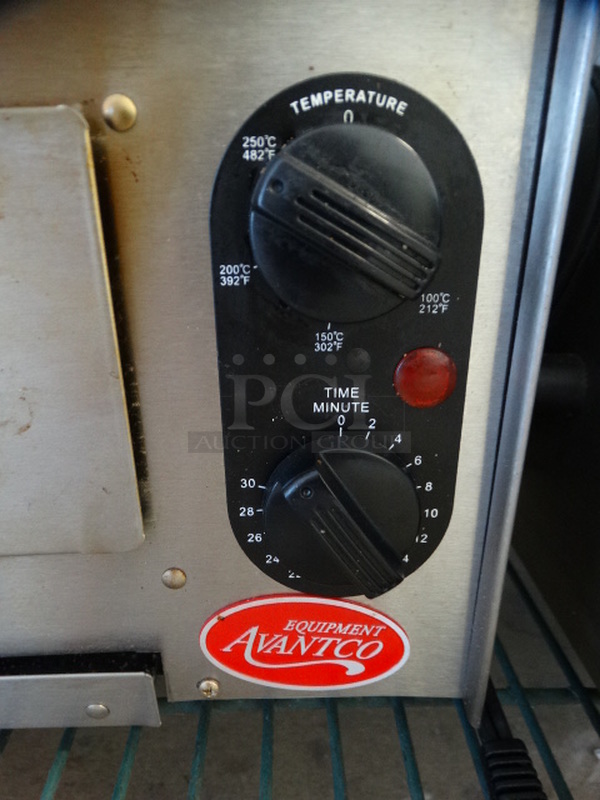 TEMPERATURE
0
250°C
482°F
200°C
392°F
100°C
212°F
150°C
302°F
PCI
AUCTION GROUP
TIME
MINUTE
0
2
4
30
6
28
8
26
10
24
EQUIPMENT
AVANTCO